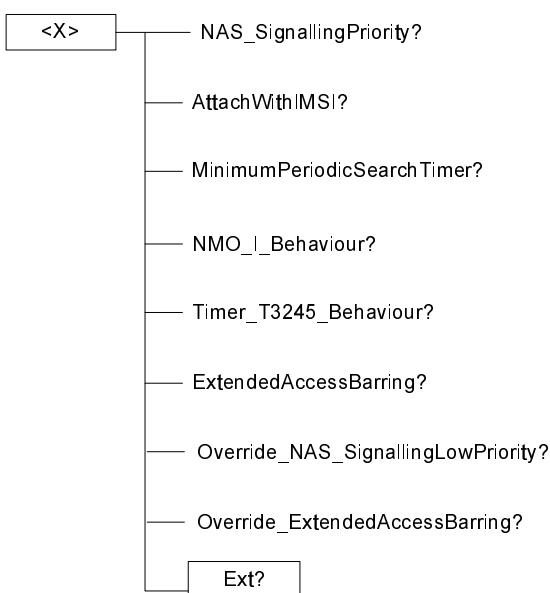 <X>
NAS_SignallingPriority?
AttachWithIMSI?
MinimumPeriodicSearchTimer?
NMO_I_Behaviour?
Timer_T3245_Behaviour?
ExtendedAccessBarring?
Override_NAS_SignallingLowPriority?
Override_ExtendedAccessBarring?
Ext?